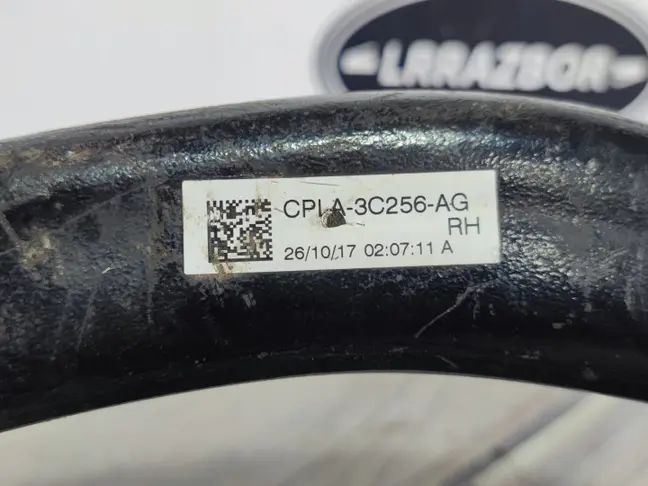 LRRAZBOR
CPLA-3C256-AG
RH
26/10/17 02:07:11 A